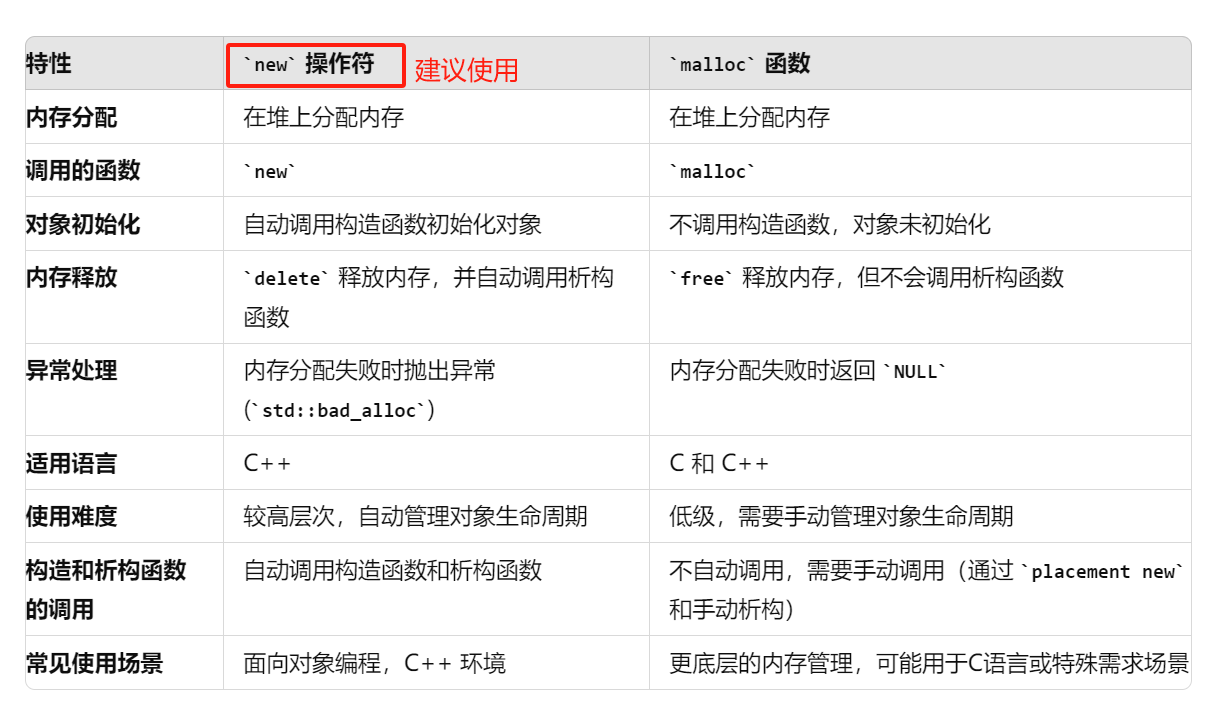 特性 `new` 操作符 建议使用 `malloc` 函数
内存分配 在堆上分配内存 在堆上分配内存
调用的函数 `new` `malloc`
对象初始化 自动调用构造函数初始化对象 不调用构造函数，对象未初始化
内存释放 `delete` 释放内存，并自动调用析构 `free` 释放内存，但不会调用析构函数
函数
异常处理 内存分配失败时抛出异常 内存分配失败时返回 `NULL`
(`std::bad_alloc`)
适用语言 C++ C 和 C++
使用难度 较高层次，自动管理对象生命周期 低级，需要手动管理对象生命周期
构造和析构函数 自动调用构造函数和析构函数 不自动调用，需要手动调用（通过 `placement new`
的调用 和手动析构）
常见使用场景 面向对象编程，C++ 环境 更底层的内存管理，可能用于C语言或特殊需求场景